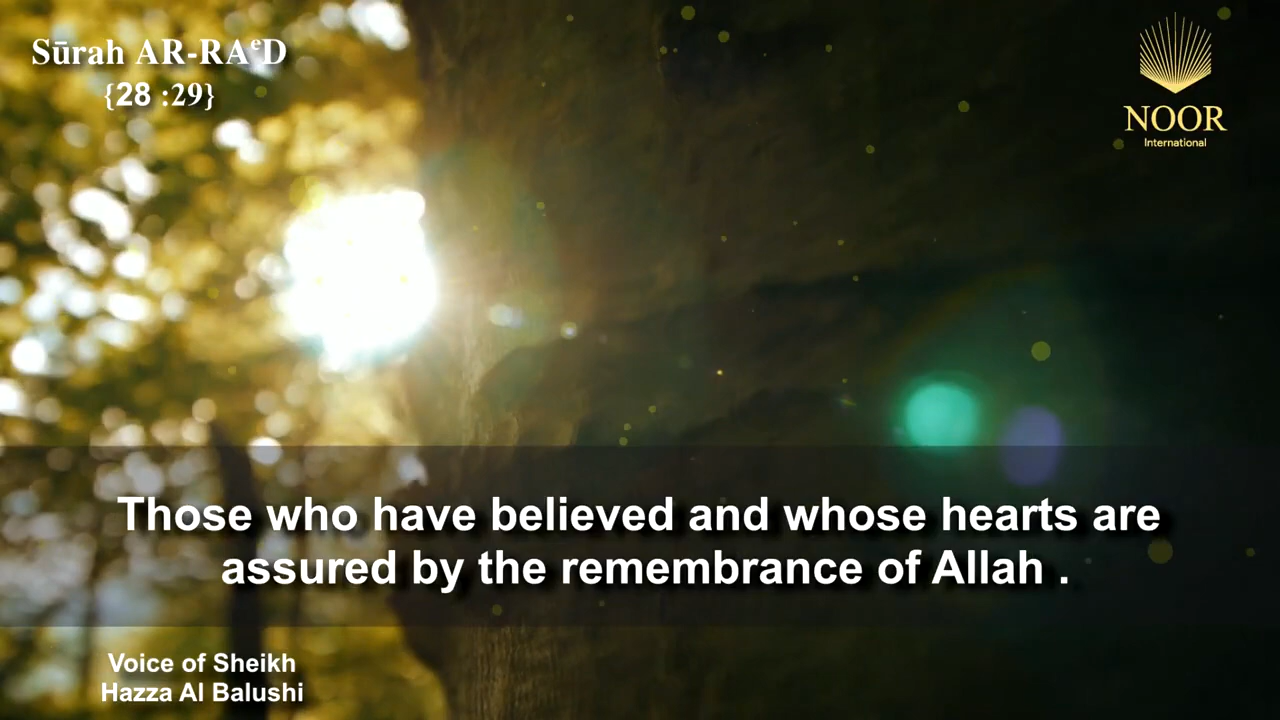 Sūrah AR-RAᵉD
{28 :29}
NOOR
International
Those who have believed and whose hearts are
assured by the remembrance of Allah .
Voice of Sheikh
Hazza Al Balushi